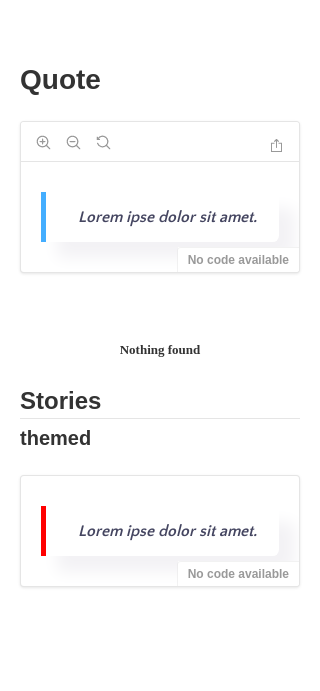 Quote
Lorem ipse dolor sit amet.
No code available
Nothing found
Stories
themed
Lorem ipse dolor sit amet.
No code available